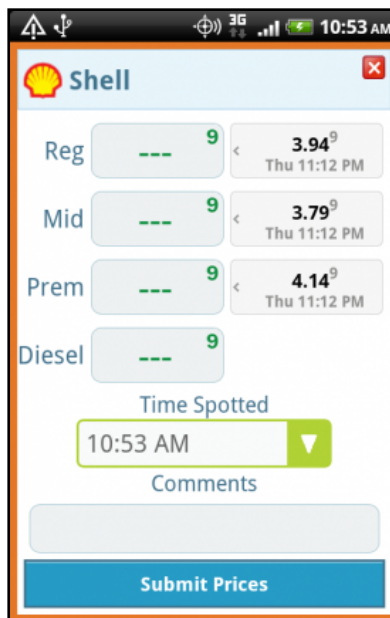 3G 10:53 AM
Shell
Reg --- 9 < 3.94 9
Thu 11:12 PM
Mid --- 9 < 3.79 9
Thu 11:12 PM
Prem --- 9 < 4.14 9
Thu 11:12 PM
Diesel --- 9
Time Spotted
10:53 AM
Comments
Submit Prices